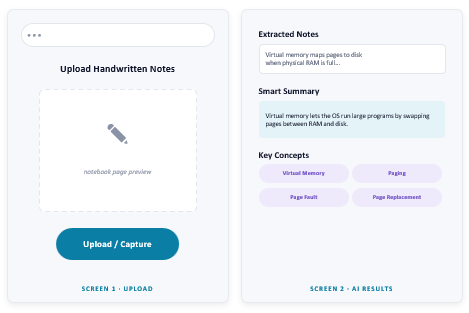 Upload Handwritten Notes
notebook page preview
Upload / Capture
SCREEN 1 · UPLOAD
Extracted Notes
Virtual memory maps pages to disk
when physical RAM is full...
Smart Summary
Virtual memory lets the OS run large programs by swapping
pages between RAM and disk.
Key Concepts
Virtual Memory
Paging
Page Fault
Page Replacement
SCREEN 2 · AI RESULTS